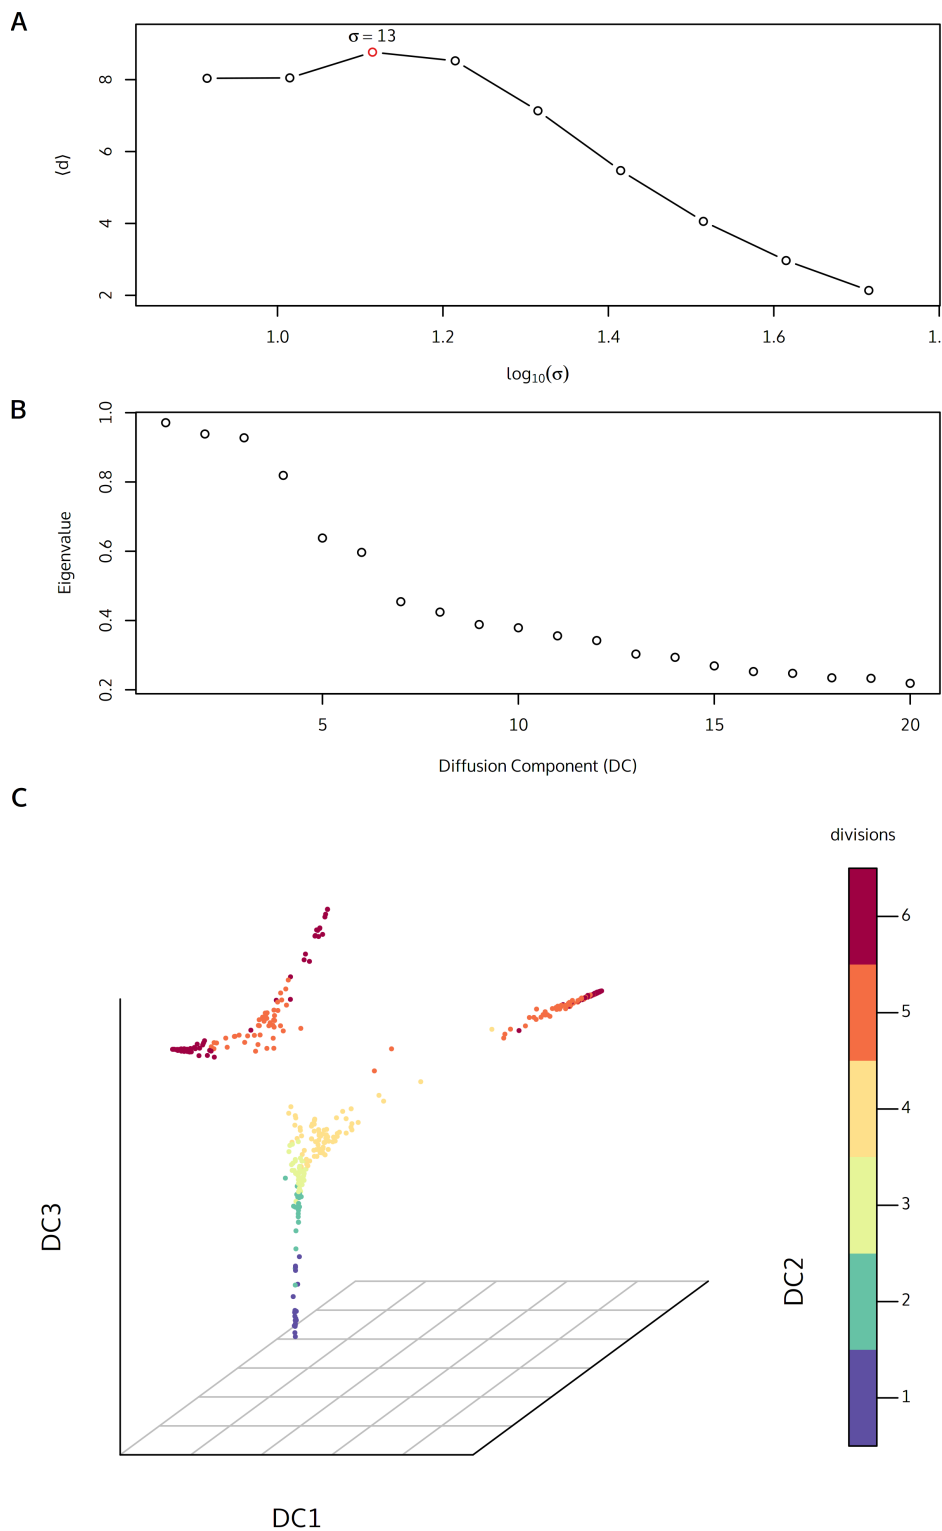 A
σ = 13
8
6
4
2
⟨d⟩
1.0 1.2 1.4 1.6 1.
log10(σ)
B
1.0
0.8
0.6
0.4
0.2
Eigenvalue
5 10 15 20
Diffusion Component (DC)
C
divisions
6
5
4
3
2
1
DC3
DC2
DC1